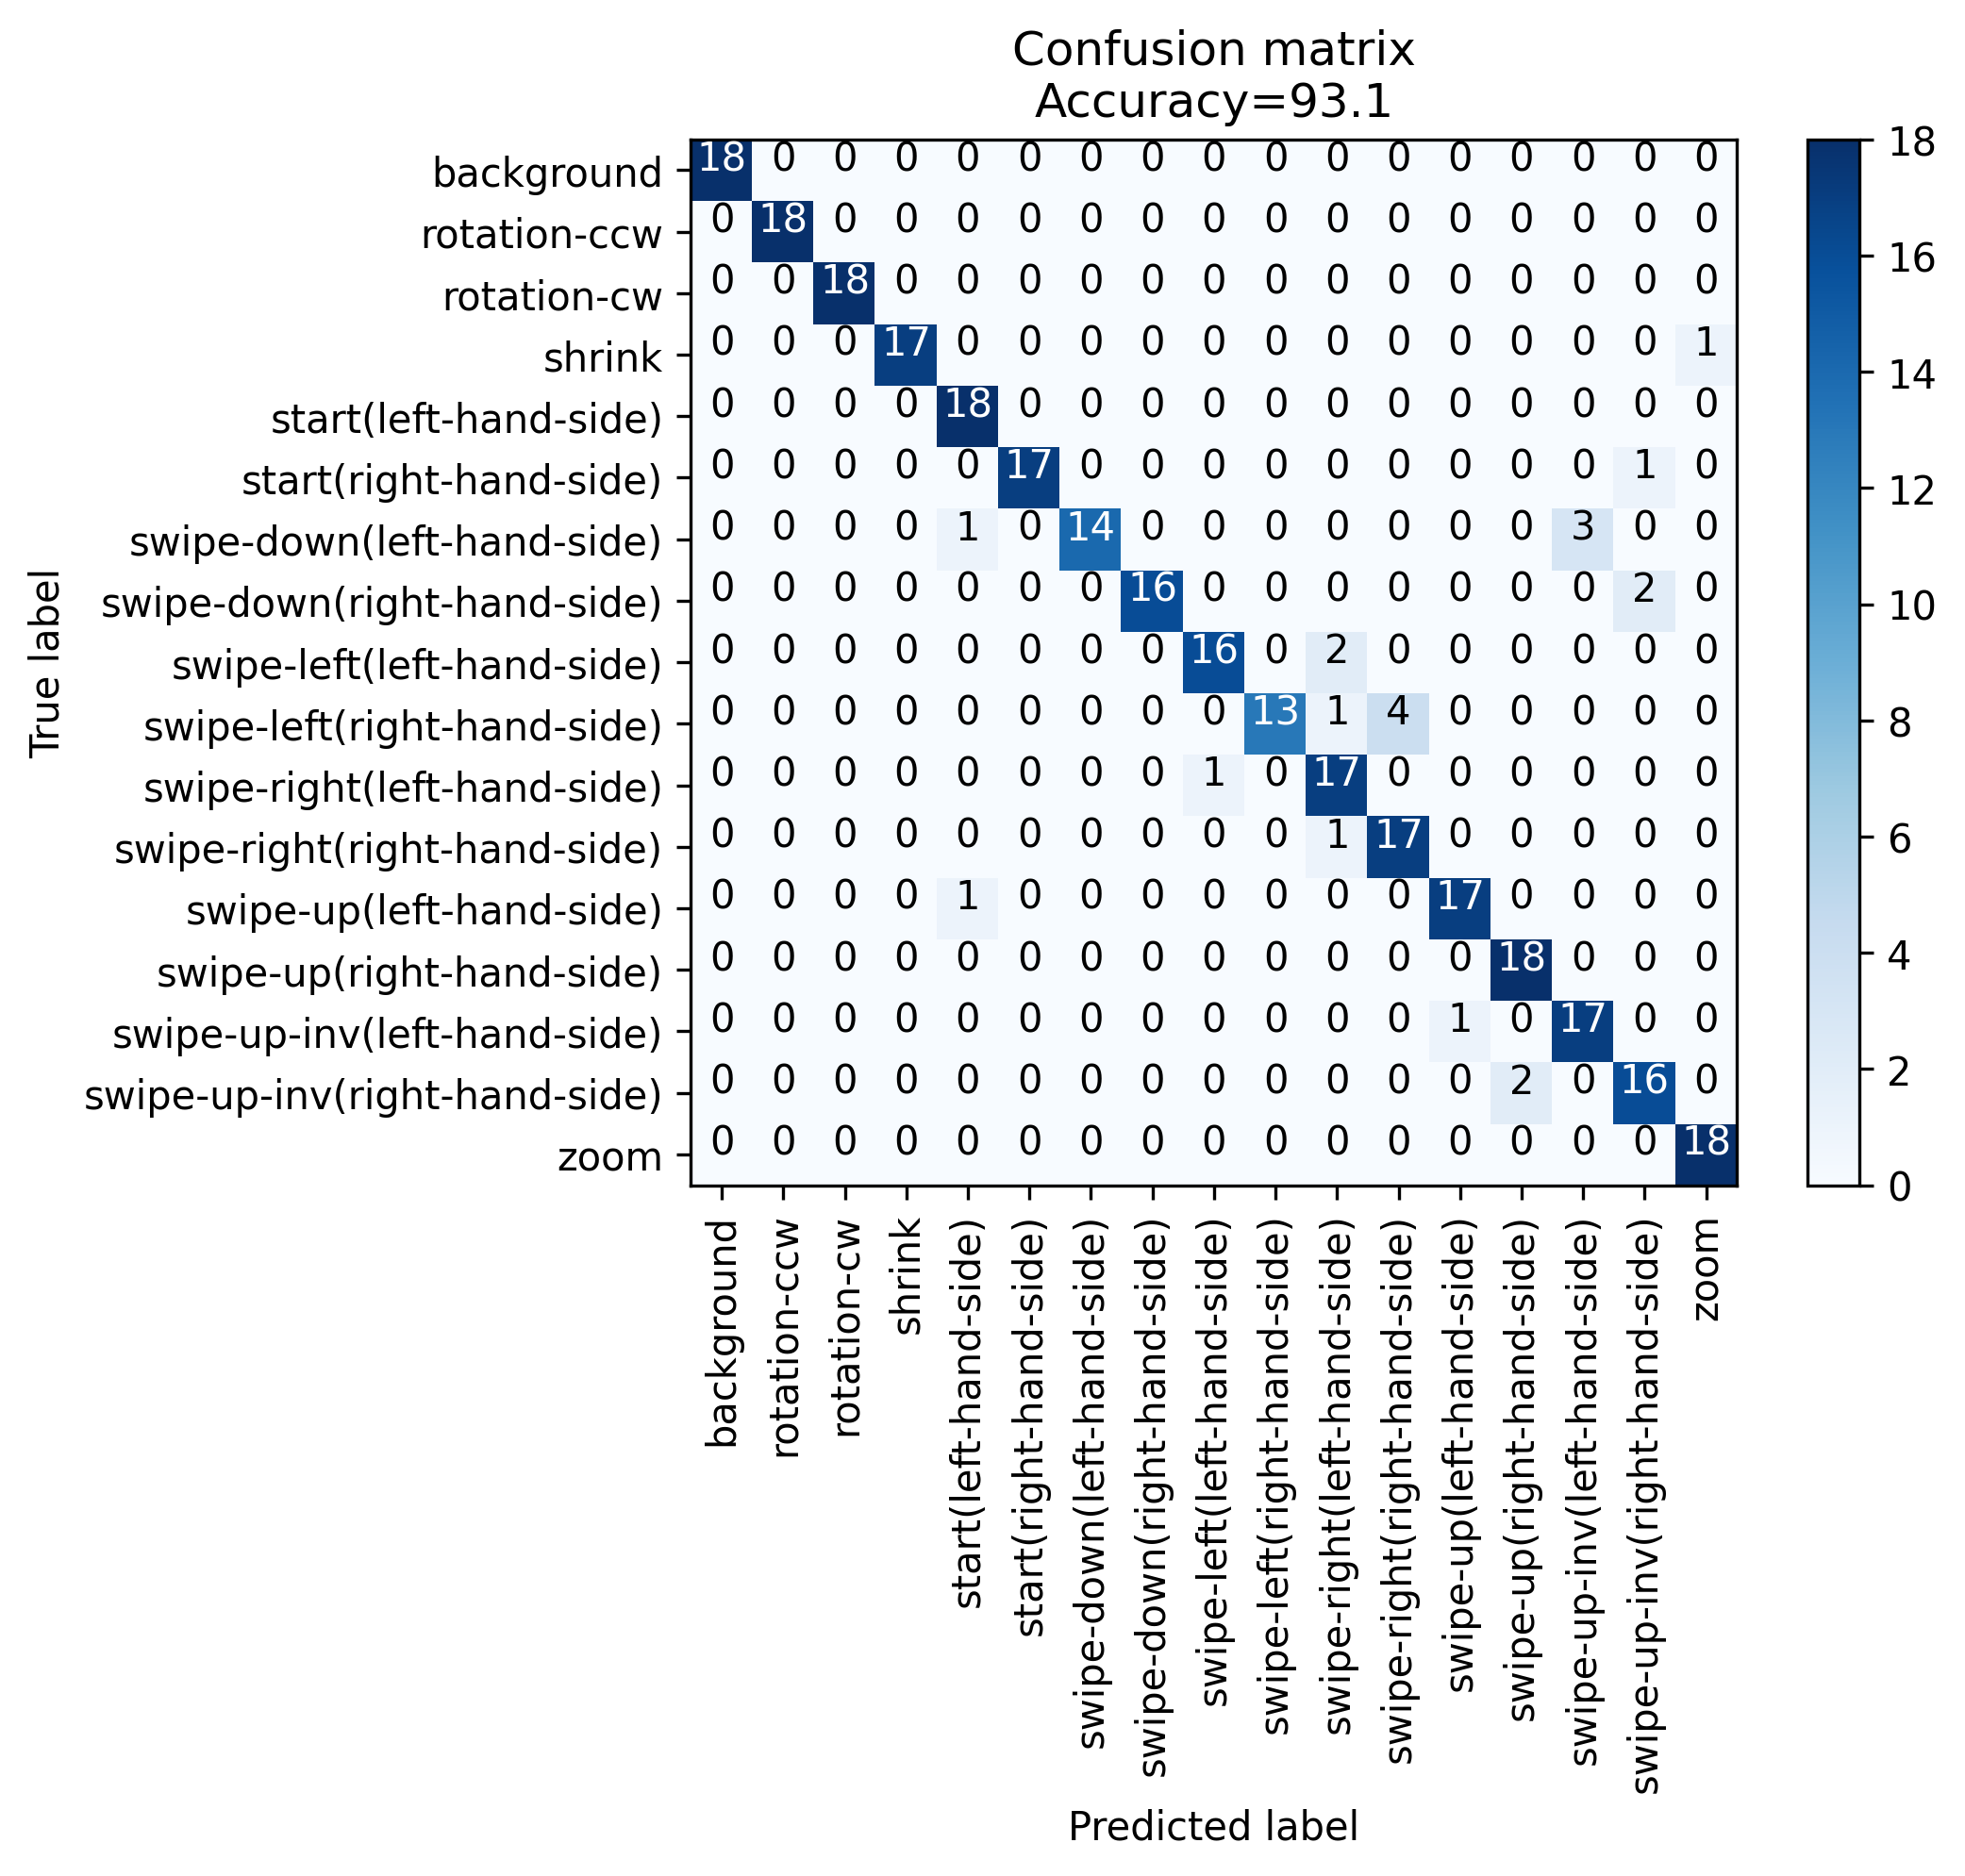 Confusion matrix
Accuracy=93.1
True label
background 18 0 0 0 0 0 0 0 0 0 0 0 0 0 0 0 0
rotation-ccw 0 18 0 0 0 0 0 0 0 0 0 0 0 0 0 0 0
rotation-cw 0 0 18 0 0 0 0 0 0 0 0 0 0 0 0 0 0
shrink 0 0 0 17 0 0 0 0 0 0 0 0 0 0 0 0 1
start(left-hand-side) 0 0 0 0 18 0 0 0 0 0 0 0 0 0 0 0 0
start(right-hand-side) 0 0 0 0 0 17 0 0 0 0 0 0 0 0 0 1 0
swipe-down(left-hand-side) 0 0 0 0 1 0 14 0 0 0 0 0 0 0 3 0 0
swipe-down(right-hand-side) 0 0 0 0 0 0 0 16 0 0 0 0 0 0 0 2 0
swipe-left(left-hand-side) 0 0 0 0 0 0 0 0 16 0 2 0 0 0 0 0 0
swipe-left(right-hand-side) 0 0 0 0 0 0 0 0 0 13 1 4 0 0 0 0 0
swipe-right(left-hand-side) 0 0 0 0 0 0 0 0 1 0 17 0 0 0 0 0 0
swipe-right(right-hand-side) 0 0 0 0 0 0 0 0 0 0 1 17 0 0 0 0 0
swipe-up(left-hand-side) 0 0 0 0 1 0 0 0 0 0 0 0 17 0 0 0 0
swipe-up(right-hand-side) 0 0 0 0 0 0 0 0 0 0 0 0 0 18 0 0 0
swipe-up-inv(left-hand-side) 0 0 0 0 0 0 0 0 0 0 0 0 1 0 17 0 0
swipe-up-inv(right-hand-side) 0 0 0 0 0 0 0 0 0 0 0 0 0 2 0 16 0
zoom 0 0 0 0 0 0 0 0 0 0 0 0 0 0 0 0 18
background
rotation-ccw
rotation-cw
shrink
start(left-hand-side)
start(right-hand-side)
swipe-down(left-hand-side)
swipe-down(right-hand-side)
swipe-left(left-hand-side)
swipe-left(right-hand-side)
swipe-right(left-hand-side)
swipe-right(right-hand-side)
swipe-up(left-hand-side)
swipe-up(right-hand-side)
swipe-up-inv(left-hand-side)
swipe-up-inv(right-hand-side)
zoom
Predicted label
18
16
14
12
10
8
6
4
2
0